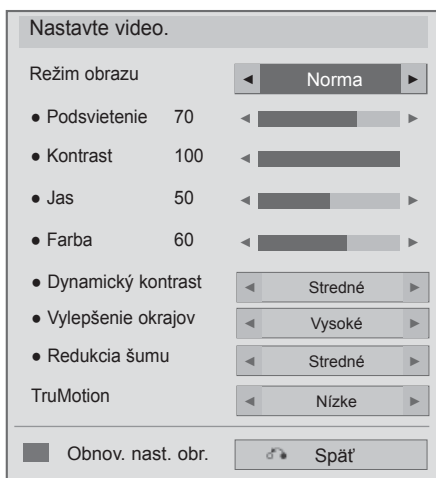 Nastavte video.
Režim obrazu ◄ Norma ►
● Podsvietenie 70 ◄ ►
● Kontrast 100 ◄
● Jas 50 ◄ ►
● Farba 60 ◄ ►
● Dynamický kontrast ◄ Stredné ►
● Vylepšenie okrajov ◄ Vysoké ►
● Redukcia šumu ◄ Stredné ►
TruMotion ◄ Nízke ►
Obnov. nast. obr. Späť